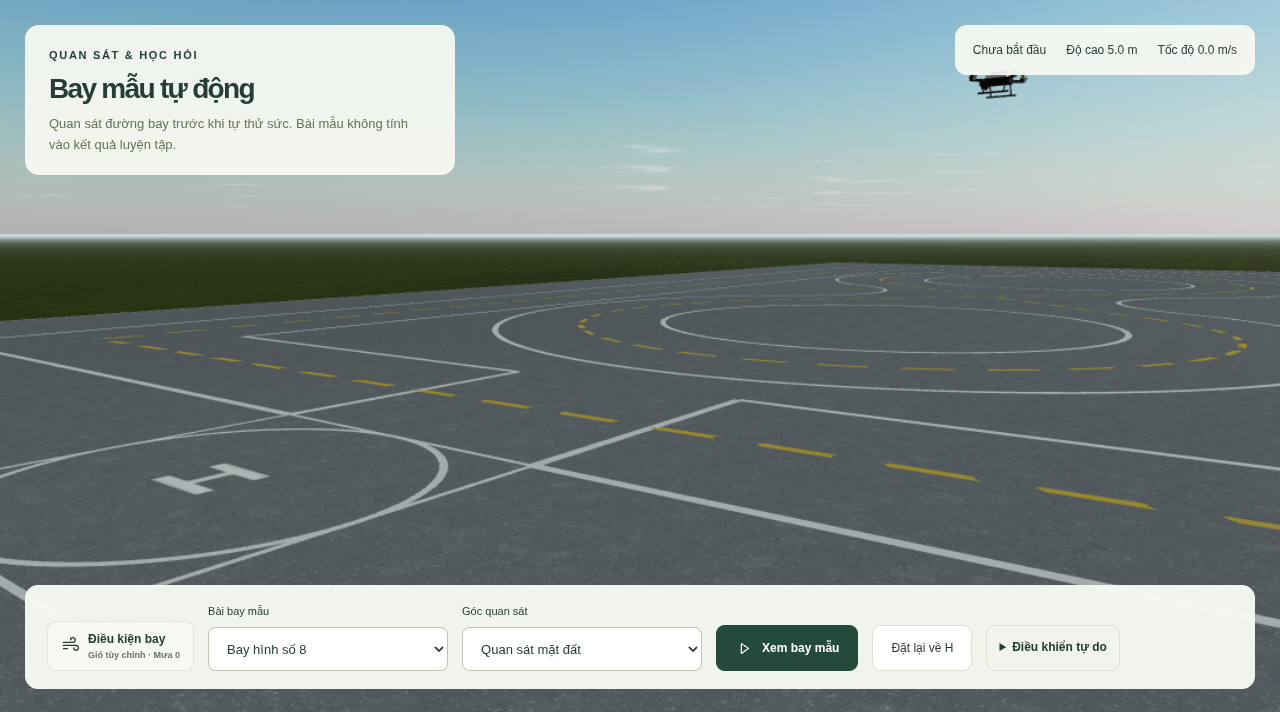 QUAN SÁT & HỌC HỎI
Bay mẫu tự động
Quan sát đường bay trước khi tự thử sức. Bài mẫu không tính
vào kết quả luyện tập.
Chưa bắt đầu Độ cao 5.0 m Tốc độ 0.0 m/s
H
Điều kiện bay
Gió tùy chỉnh · Mưa 0
Bài bay mẫu
Bay hình số 8
Góc quan sát
Quan sát mặt đất
Xem bay mẫu
Đặt lại về H
Điều khiển tự do